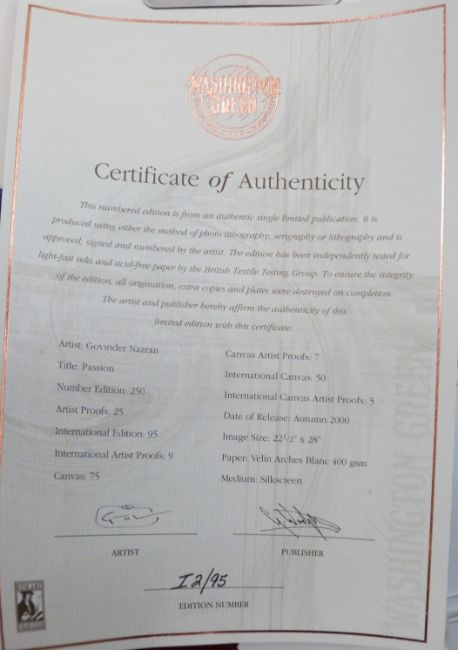 WASHINGTON
GREEN
Certificate of Authenticity
This numbered edition is from an authentic single limited publication, it is
produced using either the method of photo lithography, serigraphy or lithography and is
approved, signed and numbered by the artist. The edition has been independently tested for
light-fast inks and acid-free paper by the British Textile Testing Group. To ensure the integrity
of the edition, all origination, extra copies and plates were destroyed on completion.
The artist and publisher hereby affirm the authenticity of this
limited edition with this certificate.
Artist: Govinder Nazran
Title: Passion
Number Edition: 250
Artist Proofs: 25
International Edition: 95
International Artist Proofs: 9
Canvas: 75
Canvas Artist Proofs: 7
International Canvas: 50
International Canvas Artist Proofs: 5
Date of Release: Autumn 2000
Image Size: 22 1/2" x 28"
Paper: Velin Arches Blanc 400 gsm
Medium: Silkscreen
ARTIST
PUBLISHER
I2/95
EDITION NUMBER
WASHINGTON GREEN